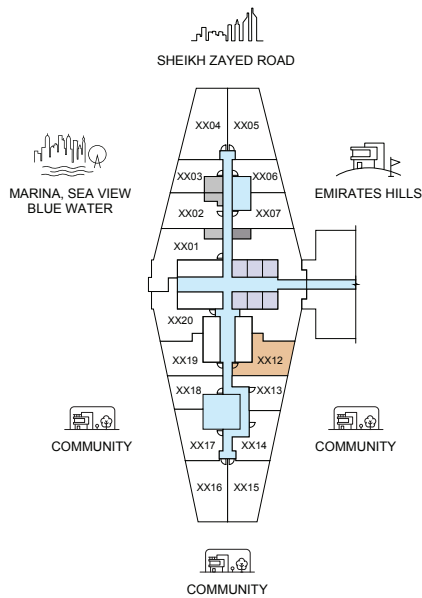 SHEIKH ZAYED ROAD
XX04 XX05
MARINA, SEA VIEW
BLUE WATER
XX03 XX06
EMIRATES HILLS
XX02 XX07
XX01
XX20
XX19 XX12
XX18 XX13
COMMUNITY
COMMUNITY
XX17 XX14
XX16 XX15
COMMUNITY